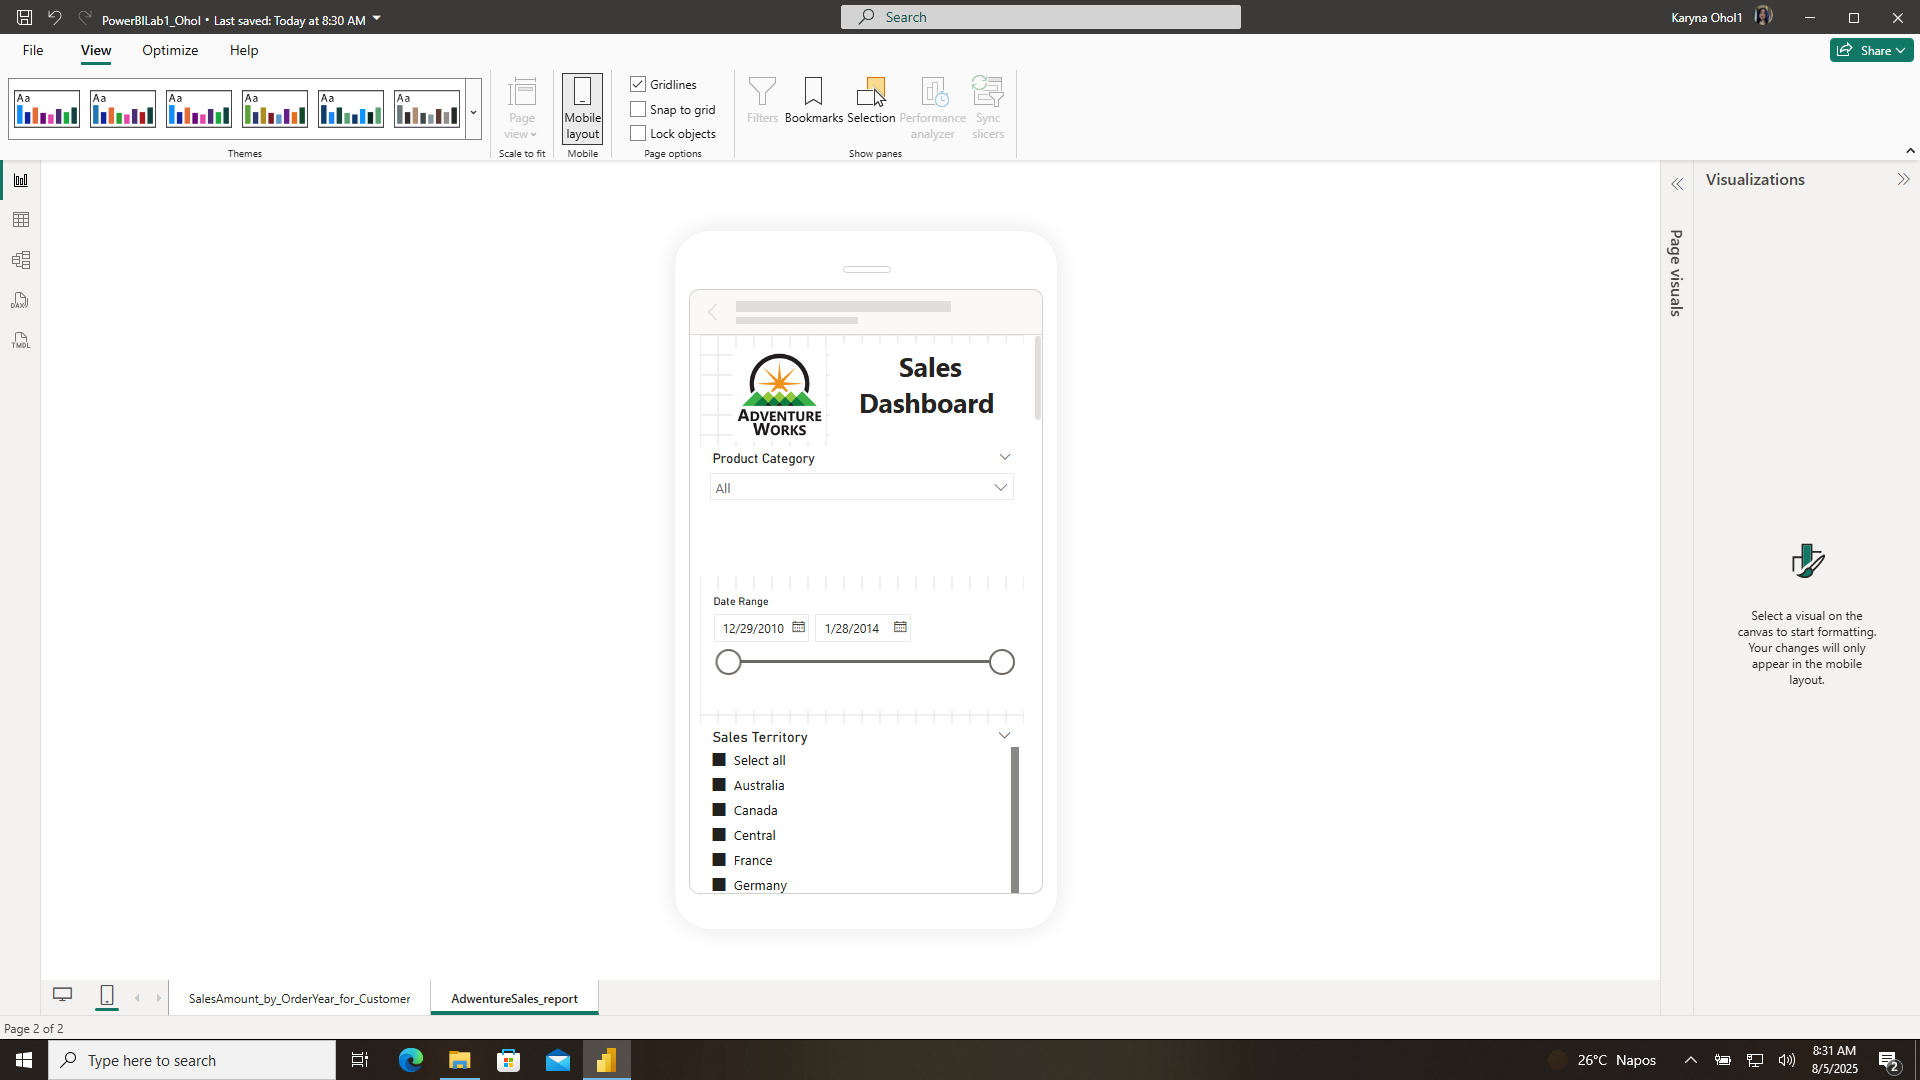 PowerBILab1_Ohol • Last saved: Today at 8:30 AM
Search
Karyna Ohol1
File
View
Optimize
Help
Share
Aa
Aa
Aa
Aa
Aa
Aa
Page view
Mobile layout
Gridlines
Snap to grid
Lock objects
Filters
Bookmarks
Selection
Performance analyzer
Sync slicers
Themes
Scale to fit
Mobile
Page options
Show panes
DAX
TMDL
Page visuals
Visualizations
Select a visual on the
canvas to start formatting.
Your changes will only
appear in the mobile
layout.
ADVENTURE
WORKS
Sales
Dashboard
Product Category
All
Date Range
12/29/2010
1/28/2014
Sales Territory
Select all
Australia
Canada
Central
France
Germany
SalesAmount_by_OrderYear_for_Customer
AdwentureSales_report
Page 2 of 2
Type here to search
26°C Napos
8:31 AM
8/5/2025
2